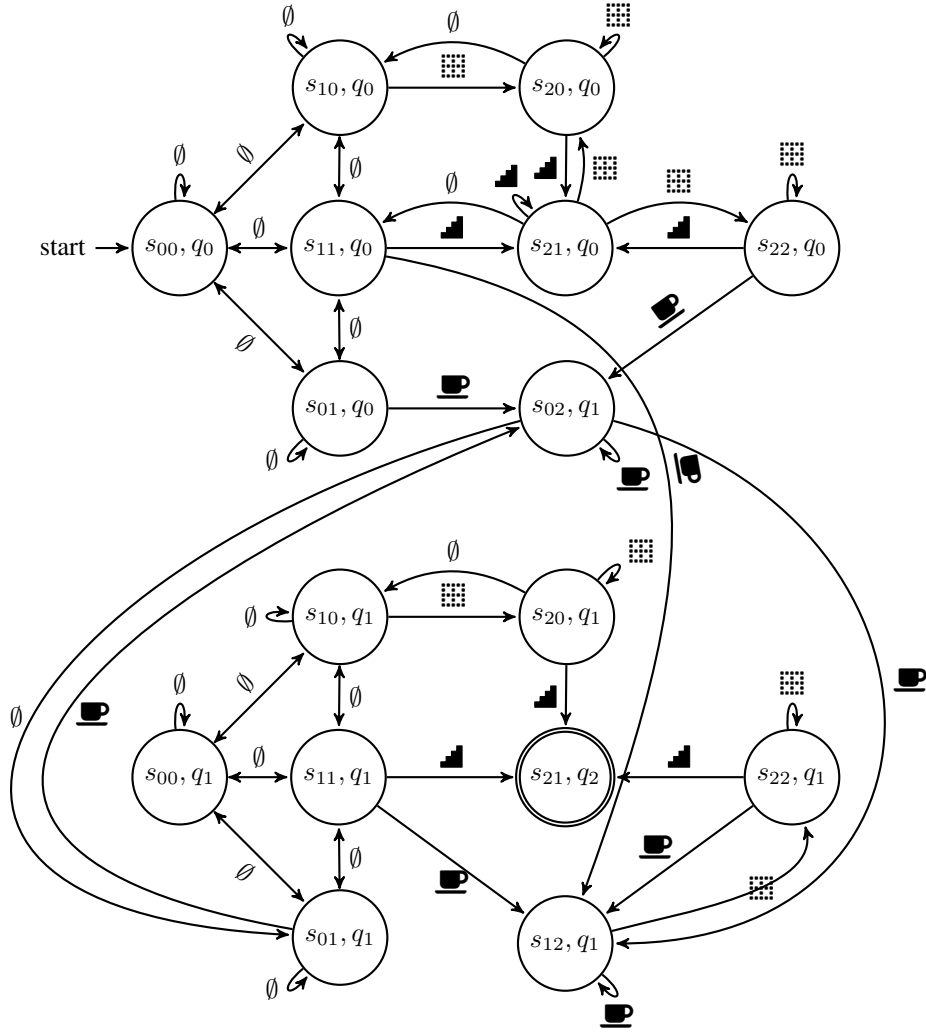 ∅
s₁₀, q₀
∅
s₂₀, q₀
∅
∅
∅
∅
start
s₀₀, q₀
∅
s₁₁, q₀
s₂₁, q₀
s₂₂, q₀
∅
∅
s₀₁, q₀
s₀₂, q₁
∅
∅
s₁₀, q₁
s₂₀, q₁
∅
∅
∅
∅
∅
s₀₀, q₁
∅
s₁₁, q₁
s₂₁, q₂
s₂₂, q₁
∅
∅
s₀₁, q₁
s₁₂, q₁
∅